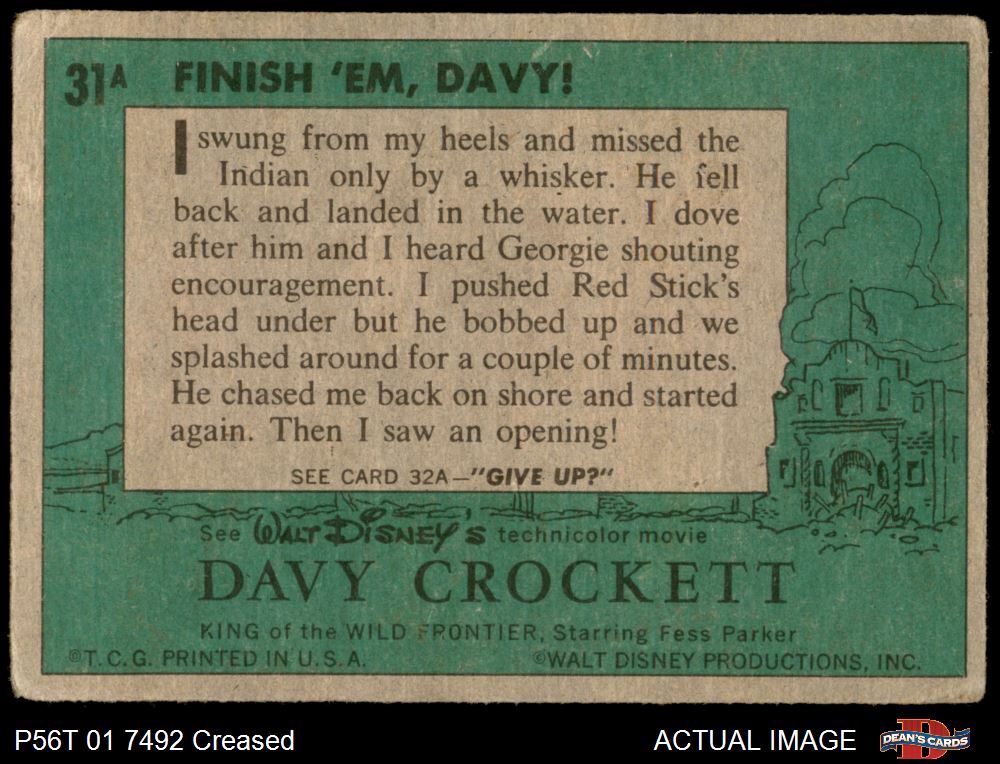 31A FINISH 'EM, DAVY!
I swung from my heels and missed the
Indian only by a whisker. He fell
back and landed in the water. I dove
after him and I heard Georgie shouting
encouragement. I pushed Red Stick's
head under but he bobbed up and we
splashed around for a couple of minutes.
He chased me back on shore and started
again. Then I saw an opening!
SEE CARD 32A—"GIVE UP?"
See WALT DISNEY'S technicolor movie
DAVY CROCKETT
KING of the WILD FRONTIER, Starring Fess Parker
©T.C.G. PRINTED IN U.S.A. ©WALT DISNEY PRODUCTIONS, INC.
P56T 01 7492 Creased ACTUAL IMAGE DEAN'S CARDS